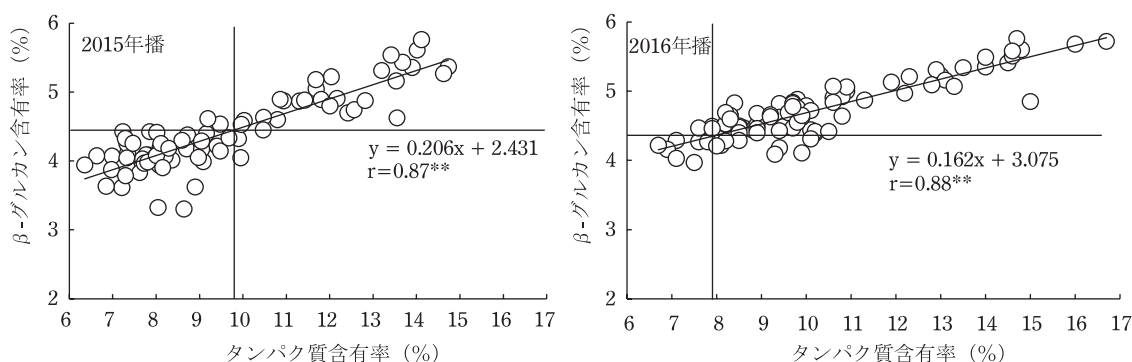 6
5
4
3
2
β-グルカン含有率（%）
2015年播
y = 0.206x + 2.431
r=0.87**
6 7 8 9 10 11 12 13 14 15 16 17
タンパク質含有率（%）
6
5
4
3
2
β-グルカン含有率（%）
2016年播
y = 0.162x + 3.075
r=0.88**
6 7 8 9 10 11 12 13 14 15 16 17
タンパク質含有率（%）